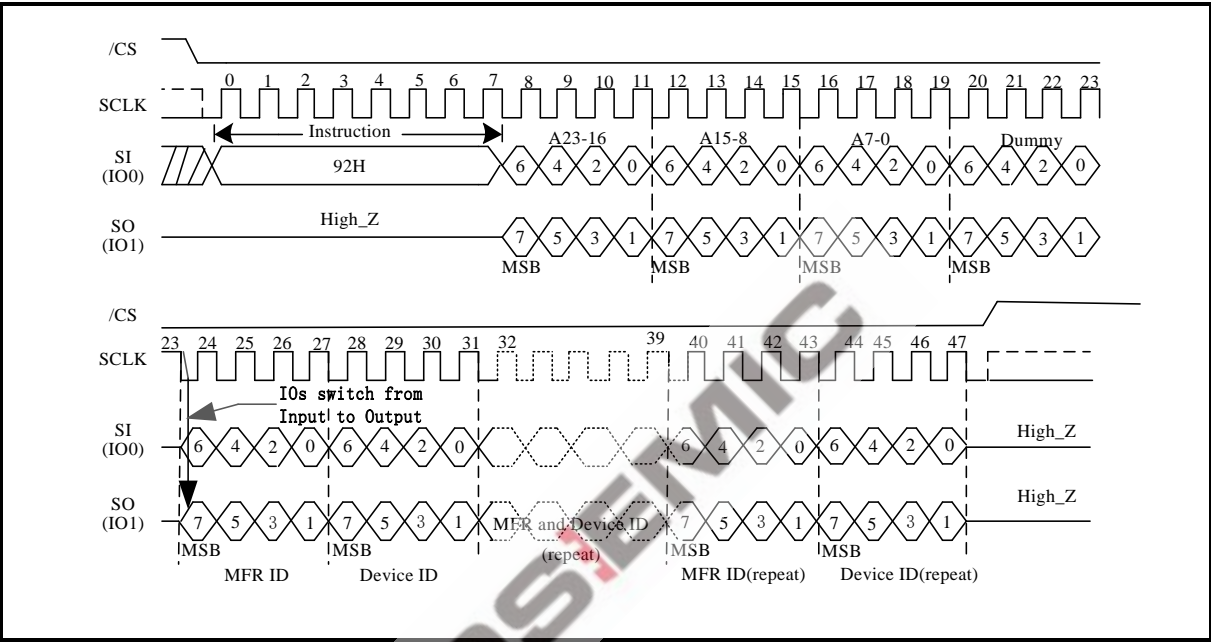 /CS
0 1 2 3 4 5 6 7 8 9 10 11 12 13 14 15 16 17 18 19 20 21 22 23
SCLK
Instruction A23-16 A15-8 A7-0 Dummy
SI
(IO0)
92H 6 4 2 0 6 4 2 0 6 4 2 0 6 4 2 0
SO
(IO1)
High_Z 7 5 3 1 7 5 3 1 7 5 3 1 7 5 3 1
MSB MSB MSB MSB
/CS
23 24 25 26 27 28 29 30 31 32 39 40 41 42 43 44 45 46 47
SCLK
IOs switch from
Input to Output
SI
(IO0)
6 4 2 0 6 4 2 0 6 4 2 0 6 4 2 0 High_Z
SO
(IO1)
7 5 3 1 7 5 3 1 MFR and Device ID 7 5 3 1 7 5 3 1 High_Z
MSB MSB (repeat) MSB MSB
MFR ID Device ID MFR ID(repeat) Device ID(repeat)